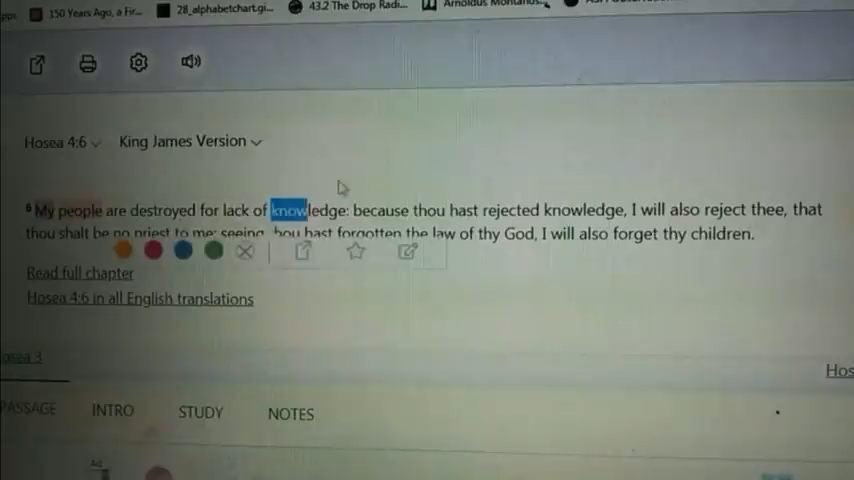 150 Years Ago, a Fir...
28_alphabetchart.gi...
43.2 The Drop Radi...
Arnoldus Montanus...
Hosea 4:6
King James Version
6 My people are destroyed for lack of knowledge: because thou hast rejected knowledge, I will also reject thee, that
thou shalt be no priest to me: seeing hou hast forgotten the law of thy God, I will also forget thy children.
Read full chapter
Hosea 4:6 in all English translations
osea 3
Hos
PASSAGE
INTRO
STUDY
NOTES
Ad